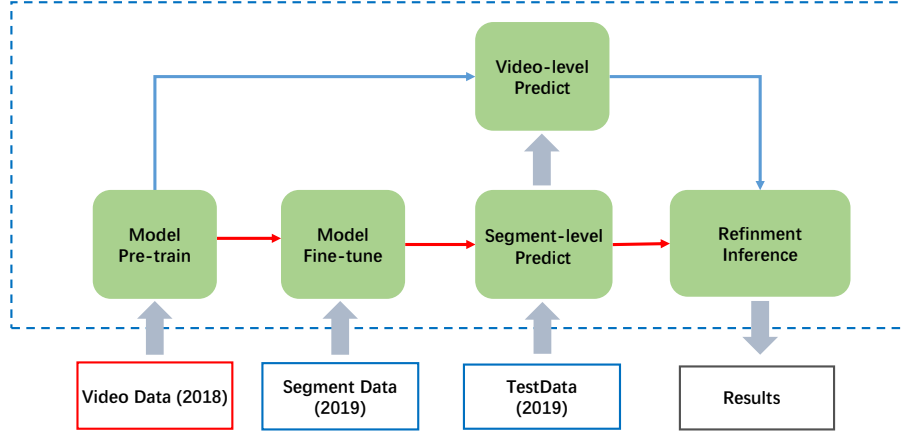 Video-level
Predict
Model
Pre-train
Model
Fine-tune
Segment-level
Predict
Refinment
Inference
Video Data (2018)
Segment Data
(2019)
TestData
(2019)
Results